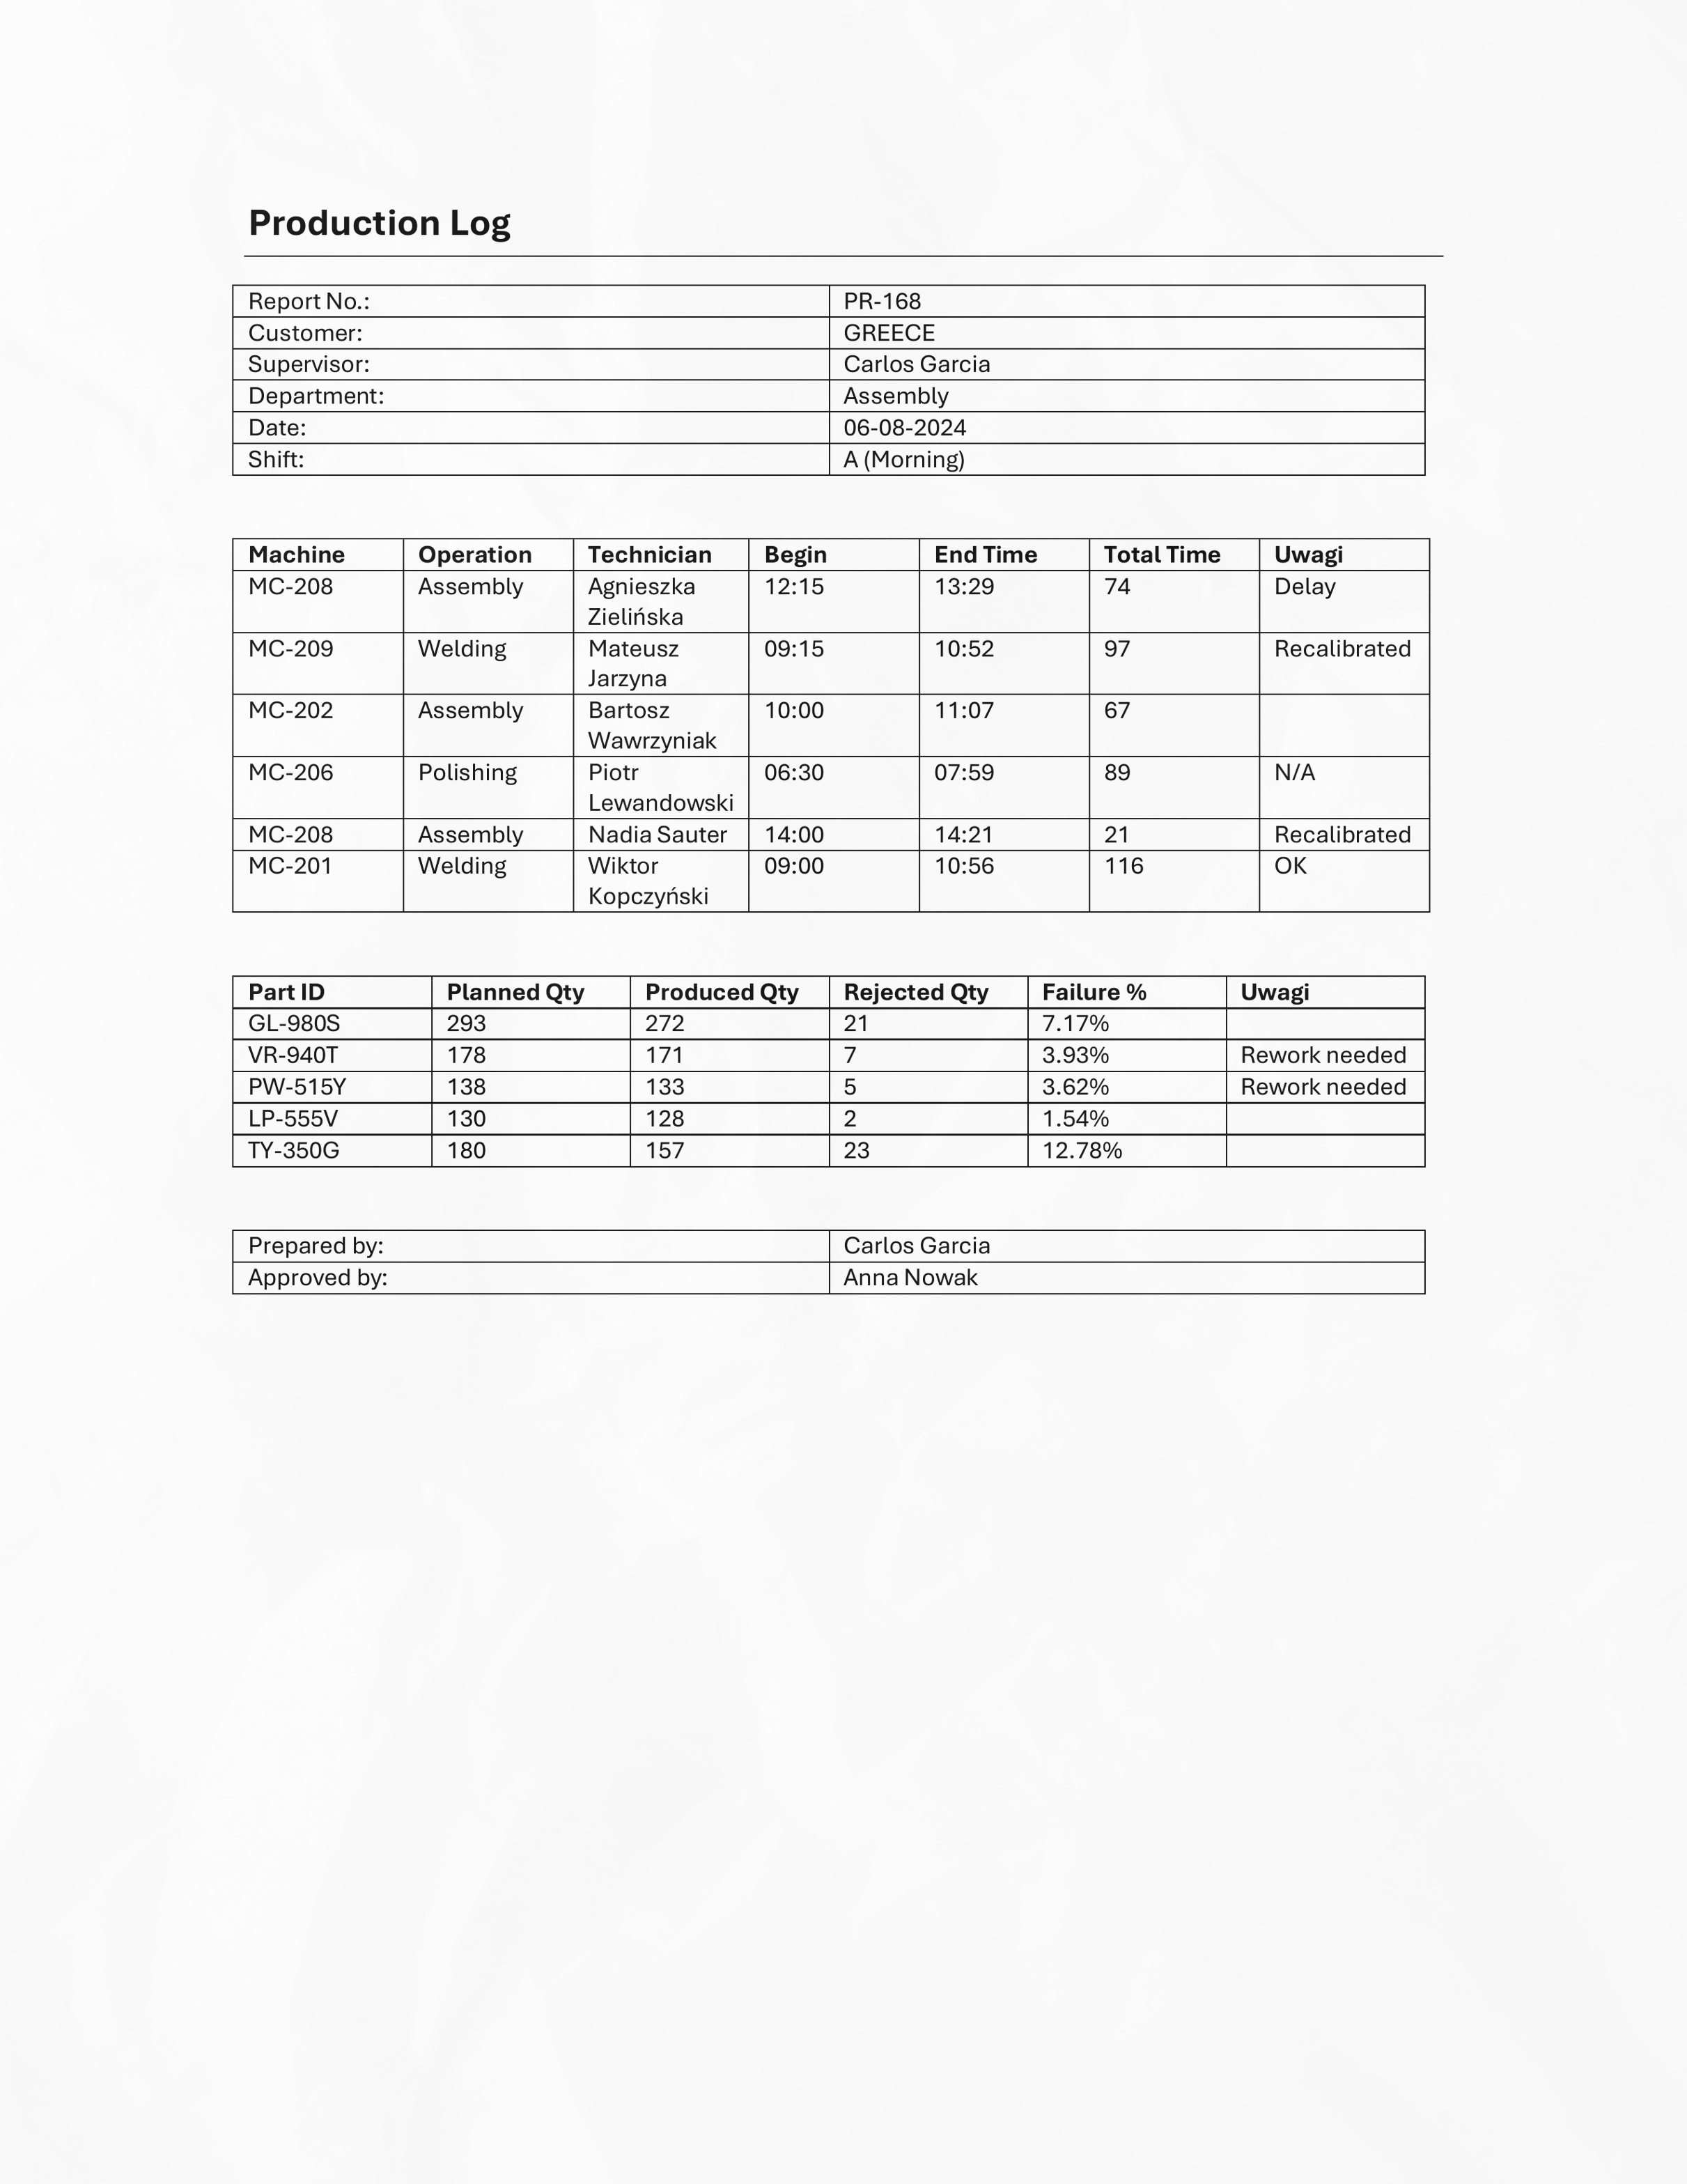 Production Log
Report No.: PR-168
Customer: GREECE
Supervisor: Carlos Garcia
Department: Assembly
Date: 06-08-2024
Shift: A (Morning)
Machine Operation Technician Begin End Time Total Time Uwagi
MC-208 Assembly Agnieszka 12:15 13:29 74 Delay
Zielińska
MC-209 Welding Mateusz 09:15 10:52 97 Recalibrated
Jarzyna
MC-202 Assembly Bartosz 10:00 11:07 67
Wawrzyniak
MC-206 Polishing Piotr 06:30 07:59 89 N/A
Lewandowski
MC-208 Assembly Nadia Sauter 14:00 14:21 21 Recalibrated
MC-201 Welding Wiktor 09:00 10:56 116 OK
Kopczyński
Part ID Planned Qty Produced Qty Rejected Qty Failure % Uwagi
GL-980S 293 272 21 7.17%
VR-940T 178 171 7 3.93% Rework needed
PW-515Y 138 133 5 3.62% Rework needed
LP-555V 130 128 2 1.54%
TY-350G 180 157 23 12.78%
Prepared by: Carlos Garcia
Approved by: Anna Nowak